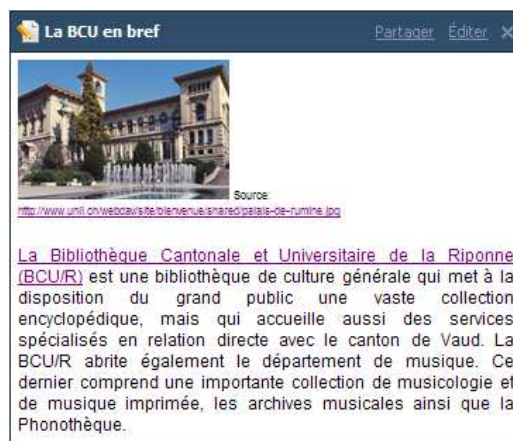 La BCU en bref Partager Éditer
Source:
http://www.unil.ch/webdav/site/bienvenue/shared/palais-de-rumine.jpg
La Bibliothèque Cantonale et Universitaire de la Riponne
(BCU/R) est une bibliothèque de culture générale qui met à la
disposition du grand public une vaste collection
encyclopédique, mais qui accueille aussi des services
spécialisés en relation directe avec le canton de Vaud. La
BCU/R abrite également le département de musique. Ce
dernier comprend une importante collection de musicologie et
de musique imprimée, les archives musicales ainsi que la
Phonothèque.